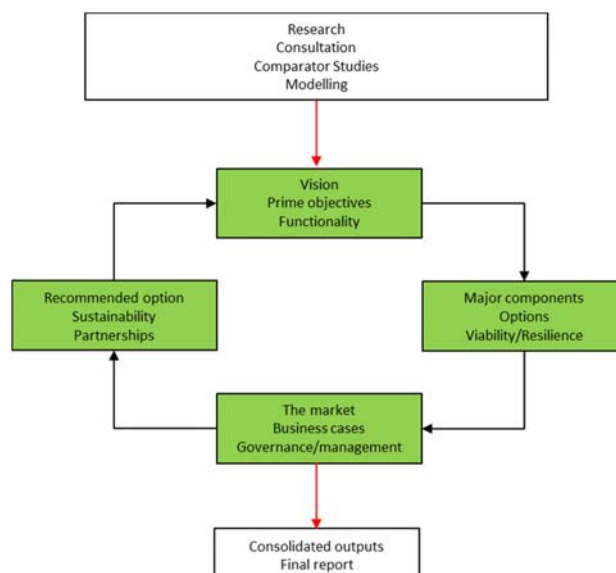 Research
Consultation
Comparator Studies
Modelling
Vision
Prime objectives
Functionality
Recommended option
Sustainability
Partnerships
Major components
Options
Viability/Resilience
The market
Business cases
Governance/management
Consolidated outputs
Final report